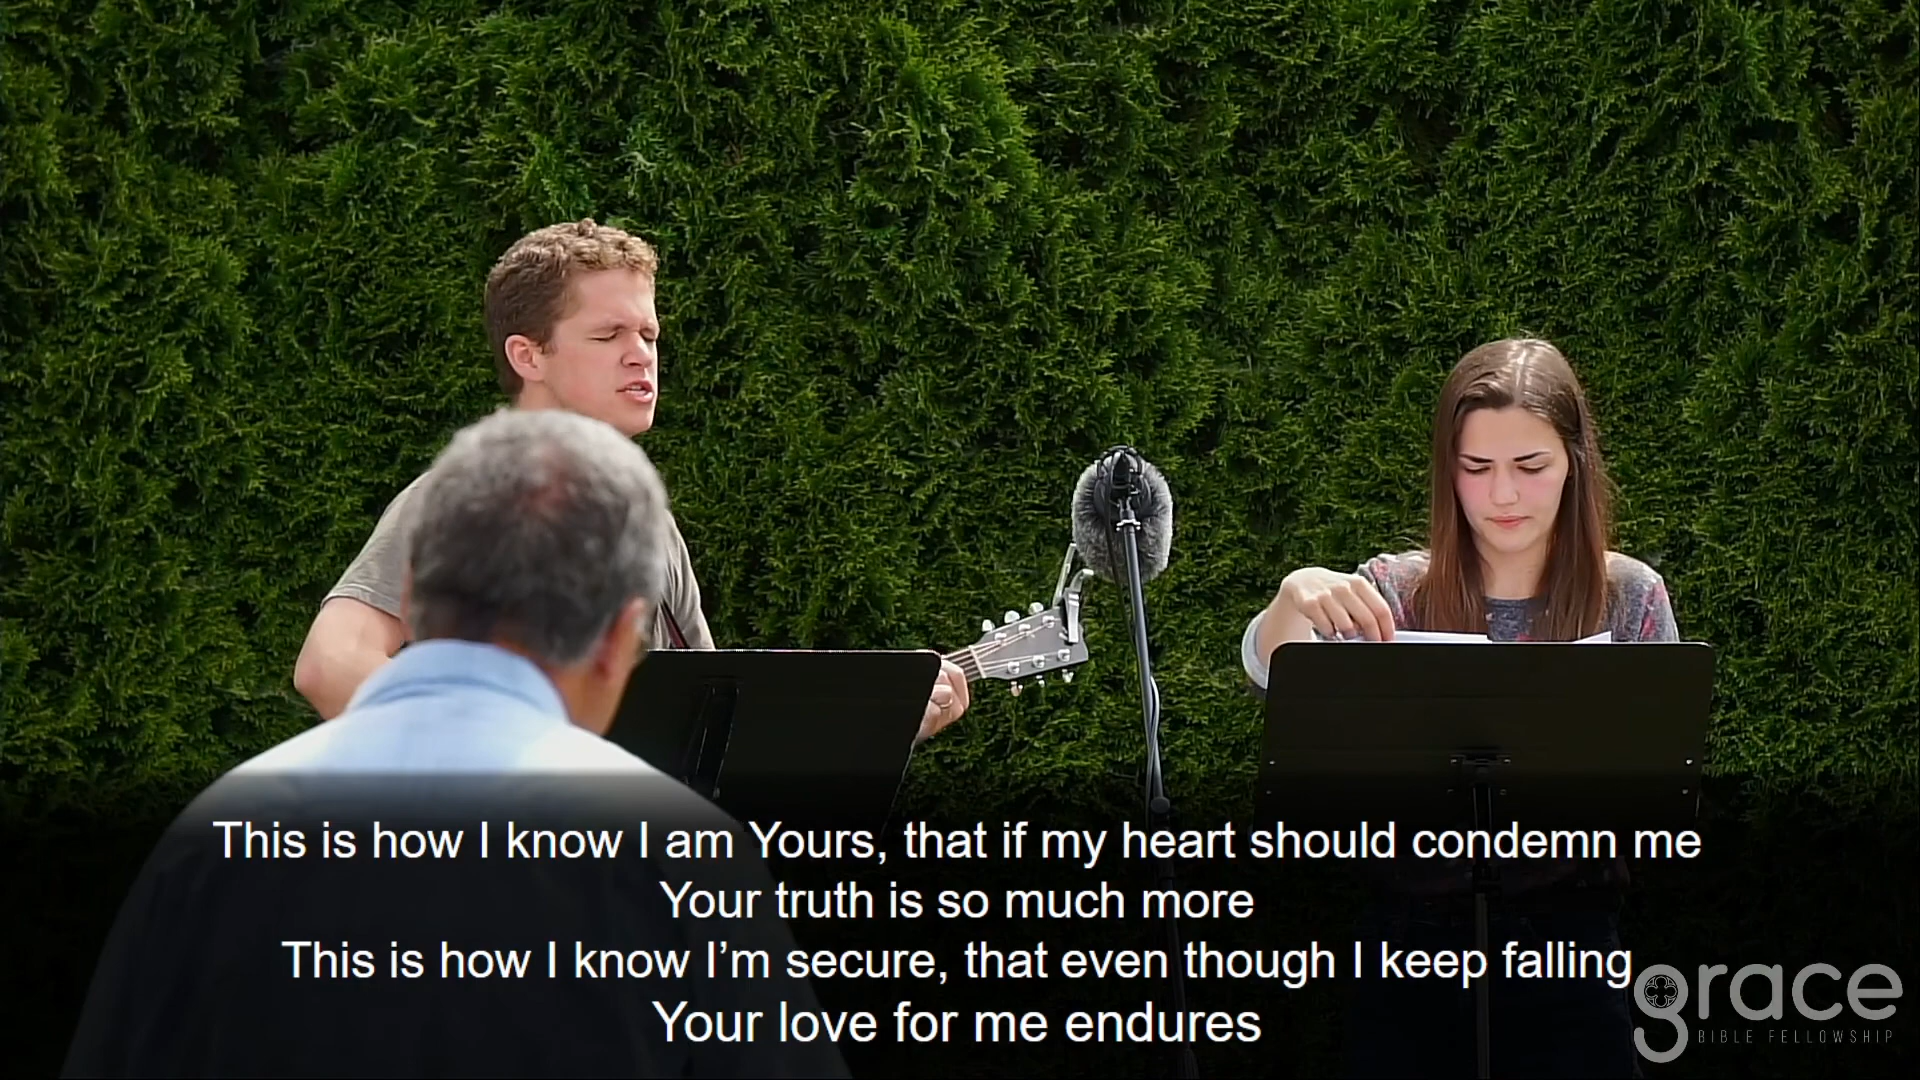 This is how I know I am Yours, that if my heart should condemn me
Your truth is so much more
This is how I know I’m secure, that even though I keep falling
Your love for me endures
grace
BIBLE FELLOWSHIP